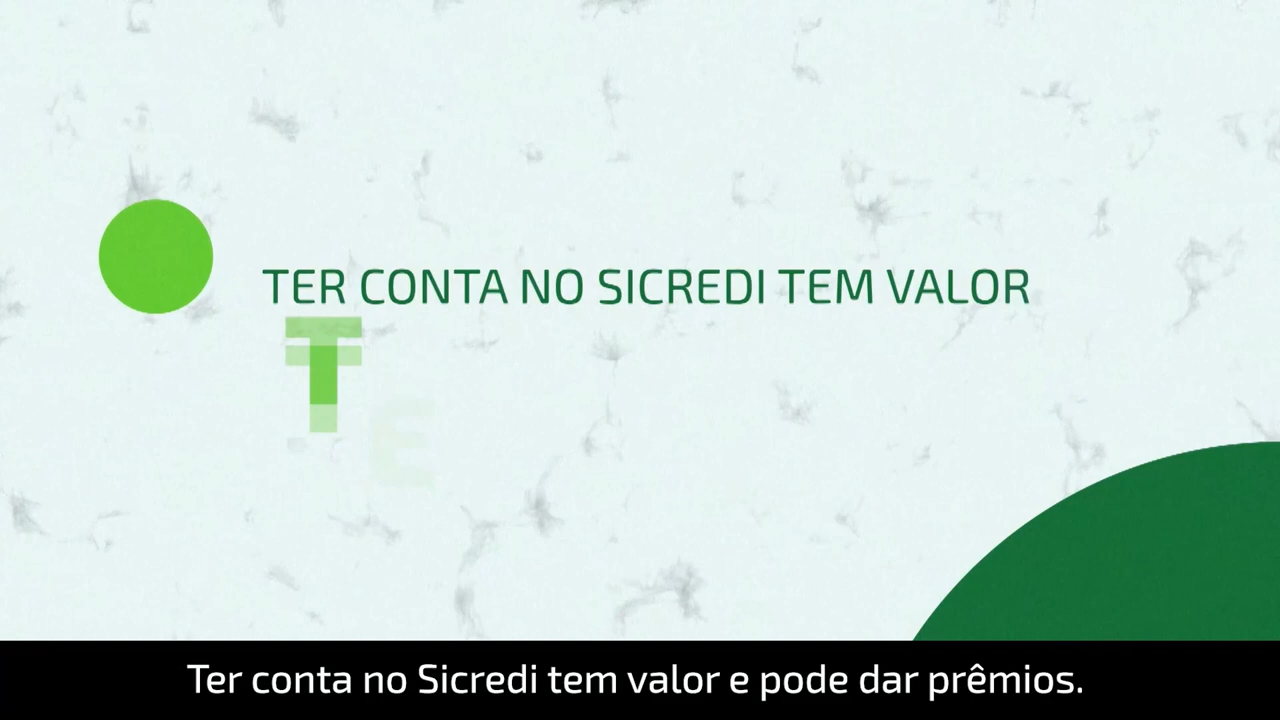 TER CONTA NO SICREDI TEM VALOR
T
E
Ter conta no Sicredi tem valor e pode dar prêmios.